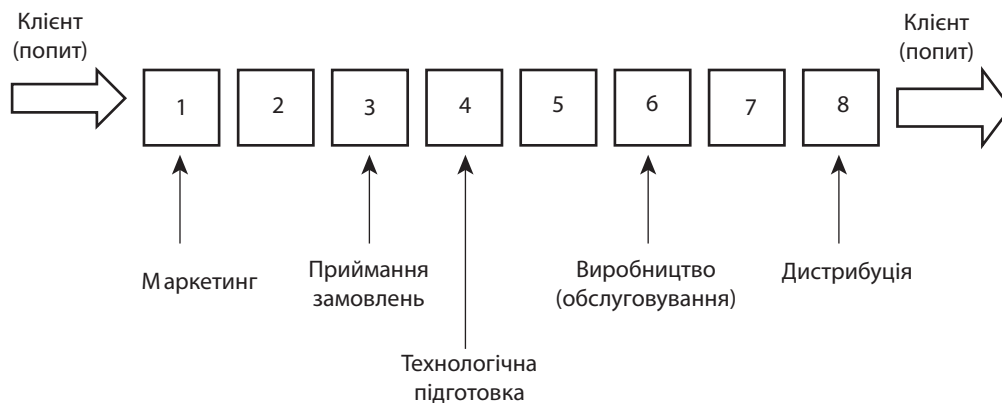 Клієнт
(попит)
Клієнт
(попит)
1 2 3 4 5 6 7 8
Маркетинг
Приймання
замовлень
Виробництво
(обслуговування)
Дистрибуція
Технологічна
підготовка